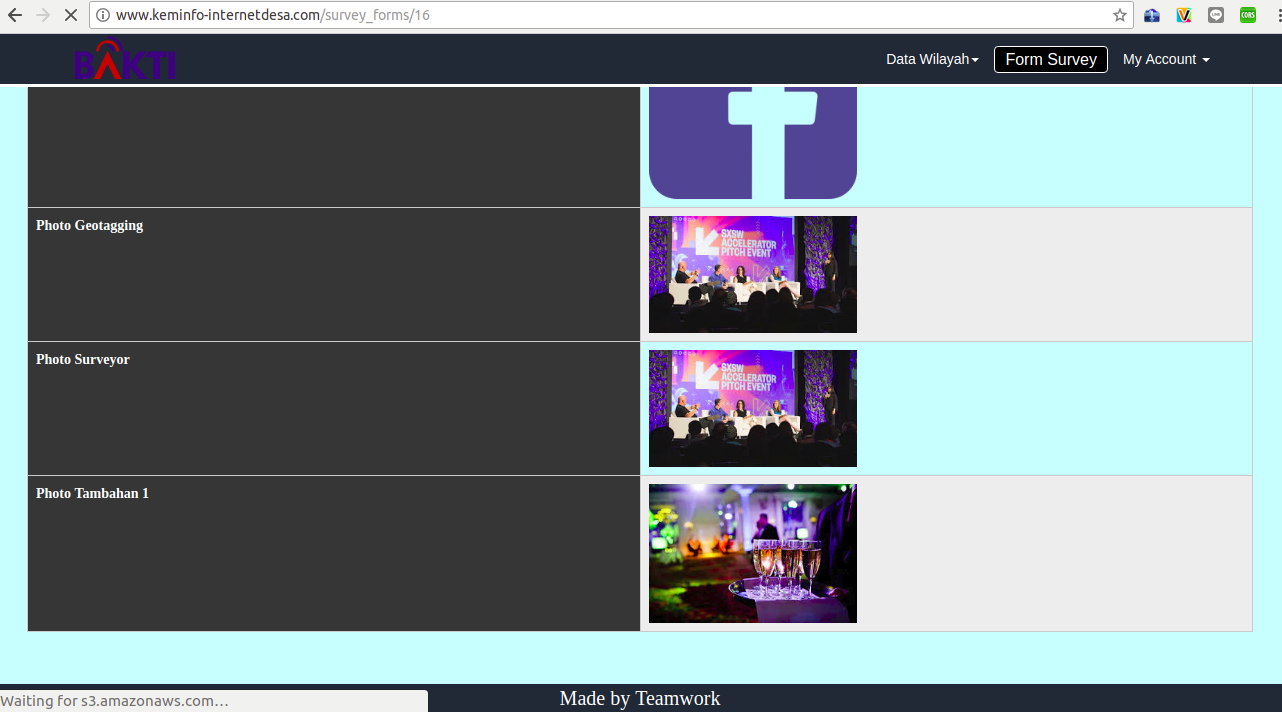 www.keminfo-internetdesa.com/survey_forms/16
CORS
BAKTI
Data Wilayah
Form Survey
My Account
Photo Geotagging
SXSW
ACCELERATOR
PITCH EVENT
Photo Surveyor
SXSW
ACCELERATOR
PITCH EVENT
Photo Tambahan 1
Made by Teamwork
Waiting for s3.amazonaws.com…